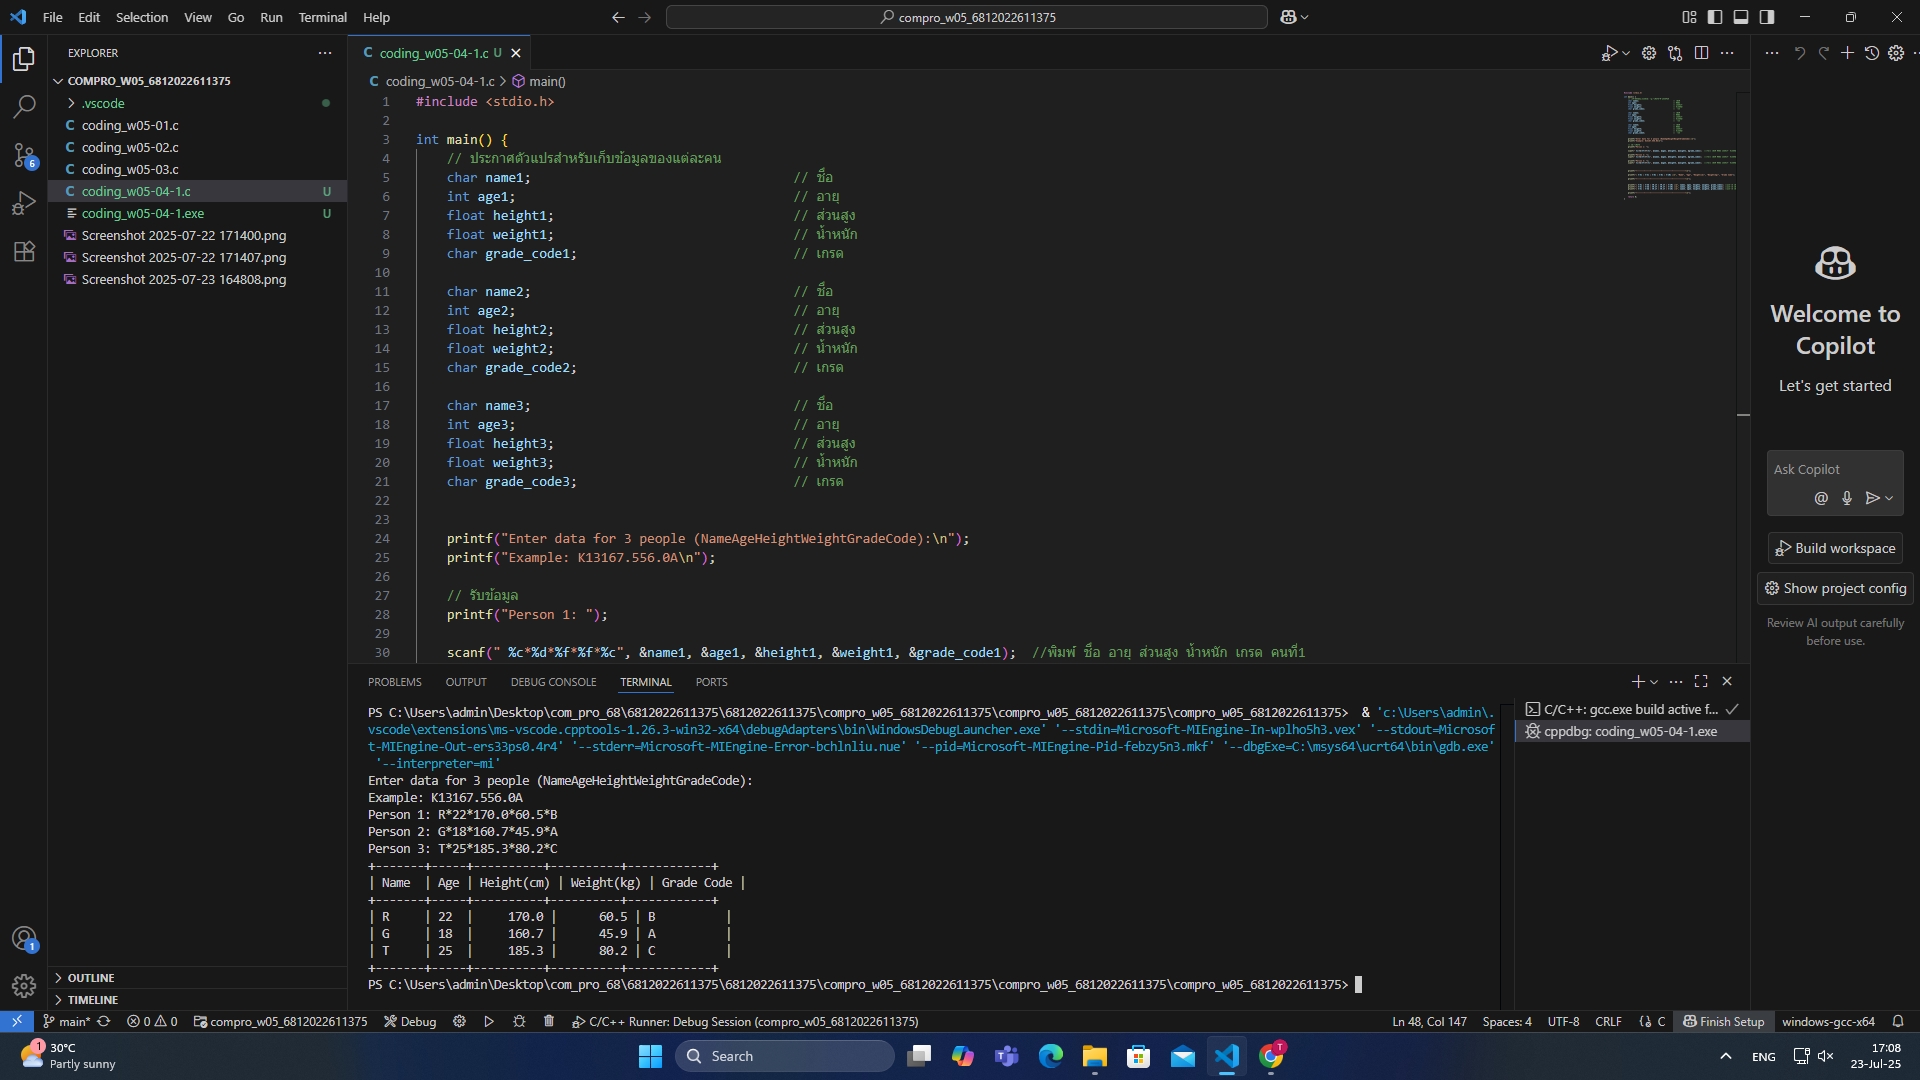 File Edit Selection View Go Run Terminal Help
compro_w05_6812022611375
EXPLORER
COMPRO_W05_6812022611375
.vscode
C coding_w05-01.c
C coding_w05-02.c
C coding_w05-03.c
C coding_w05-04-1.c U
coding_w05-04-1.exe U
Screenshot 2025-07-22 171400.png
Screenshot 2025-07-22 171407.png
Screenshot 2025-07-23 164808.png
OUTLINE
TIMELINE
6
1
C coding_w05-04-1.c U
C coding_w05-04-1.c > main()
1 #include <stdio.h>
2
3 int main() {
4 // ประกาศตัวแปรสำหรับเก็บข้อมูลของแต่ละคน
5 char name1; // ชื่อ
6 int age1; // อายุ
7 float height1; // ส่วนสูง
8 float weight1; // น้ำหนัก
9 char grade_code1; // เกรด
10
11 char name2; // ชื่อ
12 int age2; // อายุ
13 float height2; // ส่วนสูง
14 float weight2; // น้ำหนัก
15 char grade_code2; // เกรด
16
17 char name3; // ชื่อ
18 int age3; // อายุ
19 float height3; // ส่วนสูง
20 float weight3; // น้ำหนัก
21 char grade_code3; // เกรด
22
23
24 printf("Enter data for 3 people (NameAgeHeightWeightGradeCode):\n");
25 printf("Example: K13167.556.0A\n");
26
27 // รับข้อมูล
28 printf("Person 1: ");
29
30 scanf(" %c*%d*%f*%f*%c", &name1, &age1, &height1, &weight1, &grade_code1); //พิมพ์ ชื่อ อายุ ส่วนสูง น้ำหนัก เกรด คนที่1
PROBLEMS OUTPUT DEBUG CONSOLE TERMINAL PORTS
PS C:\Users\admin\Desktop\com_pro_68\6812022611375\6812022611375\compro_w05_6812022611375\compro_w05_6812022611375\compro_w05_6812022611375> & 'c:\Users\admin\.
vscode\extensions\ms-vscode.cpptools-1.26.3-win32-x64\debugAdapters\bin\WindowsDebugLauncher.exe' '--stdin=Microsoft-MIEngine-In-wplho5h3.vex' '--stdout=Microsof
t-MIEngine-Out-ers33ps0.4r4' '--stderr=Microsoft-MIEngine-Error-bchlnliu.nue' '--pid=Microsoft-MIEngine-Pid-febzy5n3.mkf' '--dbgExe=C:\msys64\ucrt64\bin\gdb.exe'
'--interpreter=mi'
Enter data for 3 people (NameAgeHeightWeightGradeCode):
Example: K13167.556.0A
Person 1: R*22*170.0*60.5*B
Person 2: G*18*160.7*45.9*A
Person 3: T*25*185.3*80.2*C
+-------+-----+----------+----------+------------+
| Name | Age | Height(cm) | Weight(kg) | Grade Code |
+-------+-----+----------+----------+------------+
| R | 22 | 170.0 | 60.5 | B |
| G | 18 | 160.7 | 45.9 | A |
| T | 25 | 185.3 | 80.2 | C |
+-------+-----+----------+----------+------------+
PS C:\Users\admin\Desktop\com_pro_68\6812022611375\6812022611375\compro_w05_6812022611375\compro_w05_6812022611375\compro_w05_6812022611375>
C/C++: gcc.exe build active f...
cppdbg: coding_w05-04-1.exe
Welcome to
Copilot
Let's get started
Ask Copilot
Build workspace
Show project config
Review AI output carefully
before use.
main* 0 0 compro_w05_6812022611375 Debug C/C++ Runner: Debug Session (compro_w05_6812022611375) Ln 48, Col 147 Spaces: 4 UTF-8 CRLF {} C Finish Setup windows-gcc-x64
1
30°C
Partly sunny
Search
T
ENG
17:08
23-Jul-25